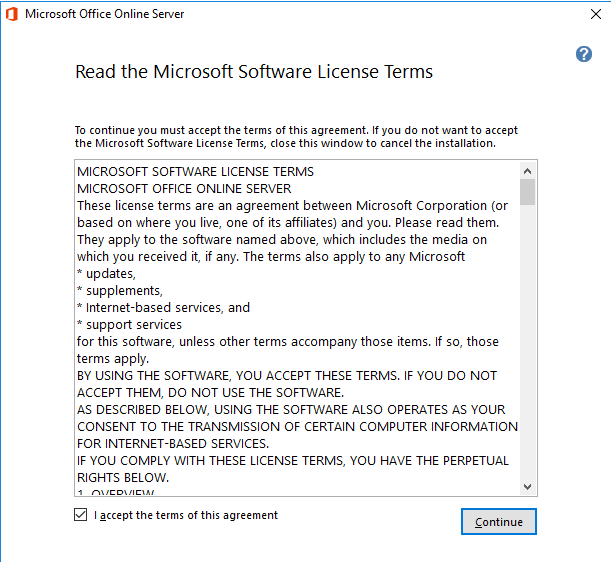 Microsoft Office Online Server
Read the Microsoft Software License Terms
To continue you must accept the terms of this agreement. If you do not want to accept
the Microsoft Software License Terms, close this window to cancel the installation.
MICROSOFT SOFTWARE LICENSE TERMS
MICROSOFT OFFICE ONLINE SERVER
These license terms are an agreement between Microsoft Corporation (or
based on where you live, one of its affiliates) and you. Please read them.
They apply to the software named above, which includes the media on
which you received it, if any. The terms also apply to any Microsoft
* updates,
* supplements,
* Internet-based services, and
* support services
for this software, unless other terms accompany those items. If so, those
terms apply.
BY USING THE SOFTWARE, YOU ACCEPT THESE TERMS. IF YOU DO NOT
ACCEPT THEM, DO NOT USE THE SOFTWARE.
AS DESCRIBED BELOW, USING THE SOFTWARE ALSO OPERATES AS YOUR
CONSENT TO THE TRANSMISSION OF CERTAIN COMPUTER INFORMATION
FOR INTERNET-BASED SERVICES.
IF YOU COMPLY WITH THESE LICENSE TERMS, YOU HAVE THE PERPETUAL
RIGHTS BELOW.
1. OVERVIEW
I accept the terms of this agreement
Continue